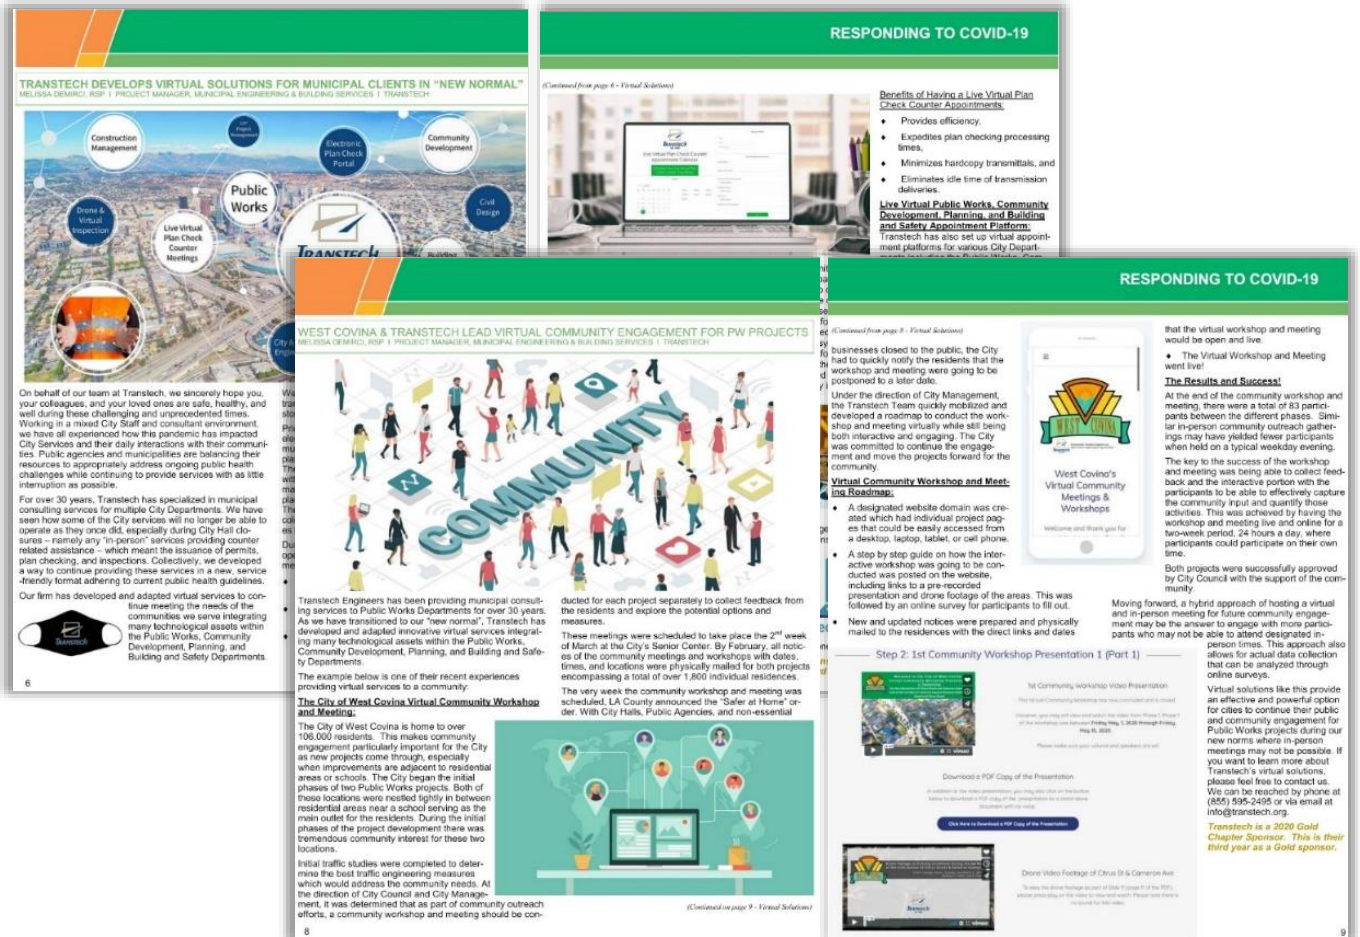 TRANSTECH DEVELOPS VIRTUAL SOLUTIONS FOR MUNICIPAL CLIENTS IN “NEW NORMAL”
MELISSA DEMIRCI, RSP I PROJECT MANAGER, MUNICIPAL ENGINEERING & BUILDING SERVICES I TRANSTECH
Construction
Management
Electronic
Plan Check
Portal
Community
Development
Public
Works
Civil
Design
Drone &
Virtual
Inspection
Live Virtual
Plan Check
Counter
Meetings
TRANSTECH
Building
On behalf of our team at Transtech, we sincerely hope you,
your colleagues, and your loved ones are safe, healthy, and
well during these challenging and unprecedented times.
Working in a mixed City Staff and consultant environment,
we have all experienced how this pandemic has impacted
City Services and their daily interactions with their communi-
ties. Public agencies and municipalities are balancing their
resources to appropriately address ongoing public health
challenges while continuing to provide services with as little
interruption as possible.
For over 30 years, Transtech has specialized in municipal
consulting services for multiple City Departments. We have
seen how some of the City services will no longer be able to
operate as they once did, especially during City Hall clo-
sures – namely any “in-person” services providing counter
related assistance – which meant the issuance of permits,
plan checking, and inspections. Collectively, we developed
a way to continue providing these services in a new, service
-friendly format adhering to current public health guidelines.
Our firm has developed and adapted virtual services to con-
tinue meeting the needs of the
communities we serve integrating
many technological assets within
the Public Works, Community
Development, Planning, and
Building and Safety Departments.
6
RESPONDING TO COVID-19
(Continued from page 6 - Virtual Solutions)
Benefits of Having a Live Virtual Plan
Check Counter Appointments:
♦ Provides efficiency,
♦ Expedites plan checking processing
times,
♦ Minimizes hardcopy transmittals, and
♦ Eliminates idle time of transmission
deliveries.
Live Virtual Public Works, Community
Development, Planning, and Building
and Safety Appointment Platform:
Transtech has also set up virtual appoint-
ment platforms for various City Depart-
WEST COVINA & TRANSTECH LEAD VIRTUAL COMMUNITY ENGAGEMENT FOR PW PROJECTS
MELISSA DEMIRCI, RSP I PROJECT MANAGER, MUNICIPAL ENGINEERING & BUILDING SERVICES I TRANSTECH
COMMUNITY
Transtech Engineers has been providing municipal consult-
ing services to Public Works Departments for over 30 years.
As we have transitioned to our “new normal”, Transtech has
developed and adapted innovative virtual services integrat-
ing many technological assets within the Public Works,
Community Development, Planning, and Building and Safe-
ty Departments.
The example below is one of their recent experiences
providing virtual services to a community:
The City of West Covina Virtual Community Workshop
and Meeting:
The City of West Covina is home to over
106,000 residents. This makes community
engagement particularly important for the City
as new projects come through, especially
when improvements are adjacent to residential
areas or schools. The City began the initial
phases of two Public Works projects. Both of
those locations were nestled tightly in between
residential areas near a school serving as the
main outlet for the residents. During the initial
phases of the project development there was
tremendous community interest for these two
locations.
Initial traffic studies were completed to deter-
mine the best traffic engineering measures
which would address the community needs. At
the direction of City Council and City Manage-
ment, it was determined that as part of community outreach
efforts, a community workshop and meeting should be con-
8
ducted for each project separately to collect feedback from
the residents and explore the potential options and
measures.
These meetings were scheduled to take place the 2nd week
of March at the City’s Senior Center. By February, all notic-
es of the community meetings and workshops with dates,
times, and locations were physically mailed for both projects
encompassing a total of over 1,800 individual residences.
The very week the community workshop and meeting was
scheduled, LA County announced the “Safer at Home” or-
der. With City Halls, Public Agencies, and non-essential
(Continued on page 9 - Virtual Solutions)
RESPONDING TO COVID-19
(Continued from page 8 - Virtual Solutions)
businesses closed to the public, the City
had to quickly notify the residents that the
workshop and meeting were going to be
postponed to a later date.
Under the direction of City Management,
the Transtech Team quickly mobilized and
developed a roadmap to conduct the work-
shop and meeting virtually while still being
both interactive and engaging. The City
was committed to continue the engage-
ment and move the projects forward for the
community.
Virtual Community Workshop and Meet-
ing Roadmap:
♦ A designated website domain was cre-
ated which had individual project pag-
es that could be easily accessed from
a desktop, laptop, tablet, or cell phone.
♦ A step by step guide on how the inter-
active workshop was going to be con-
ducted was posted on the website,
including links to a pre-recorded
presentation and drone footage of the areas. This was
followed by an online survey for participants to fill out.
♦ New and updated notices were prepared and physically
mailed to the residences with the direct links and dates
WEST COVINA
West Covina's
Virtual Community
Meetings &
Workshops
Welcome and thank you for
that the virtual workshop and meeting
would be open and live.
♦ The Virtual Workshop and Meeting
went live!
The Results and Success!
At the end of the community workshop and
meeting, there were a total of 83 partici-
pants between the different phases. Simi-
lar in-person community outreach gather-
ings may have yielded fewer participants
when held on a typical weekday evening.
The key to the success of the workshop
and meeting was being able to collect feed-
back and the interactive portion with the
participants to be able to effectively capture
the community input and quantify those
activities. This was achieved by having the
workshop and meeting live and online for a
two-week period, 24 hours a day, where
participants could participate on their own
time.
Both projects were successfully approved
by City Council with the support of the com-
munity.
Moving forward, a hybrid approach of hosting a virtual
and in-person meeting for future community engage-
ment may be the answer to engage with more partici-
pants who may not be able to attend designated in-
person times. This approach also
allows for actual data collection
that can be analyzed through
online surveys.
Virtual solutions like this provide
an effective and powerful option
for cities to continue their public
and community engagement for
Public Works projects during our
new norms where in-person
meetings may not be possible. If
you want to learn more about
Transtech's virtual solutions,
please feel free to contact us.
We can be reached by phone at
(855) 595-2495 or via email at
info@transtech.org.
Transtech is a 2020 Gold
Chapter Sponsor. This is their
third year as a Gold sponsor.
Step 2: 1st Community Workshop Presentation 1 (Part 1)
1st Community Workshop Video Presentation
Download a PDF Copy of the Presentation
Click Here to Download a PDF Copy of the Presentation
Drone Video Footage of Citrus St & Cameron Ave
9